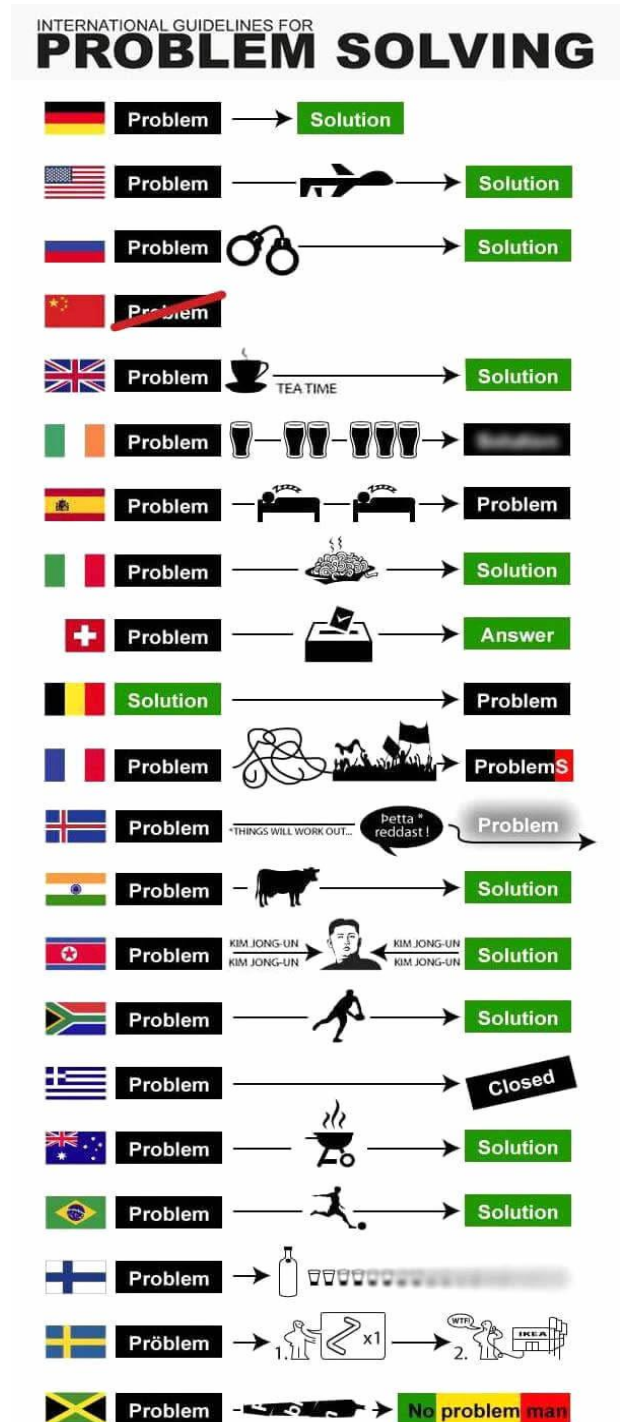 INTERNATIONAL GUIDELINES FOR
PROBLEM SOLVING
Problem Solution
Problem Solution
Problem Solution
Problem
Problem TEA TIME Solution
Problem Solution
Problem Problem
Problem Solution
Problem Answer
Solution Problem
Problem ProblemS
Problem *THINGS WILL WORK OUT... Þetta * reddast ! Problem
Problem Solution
Problem KIM JONG-UN KIM JONG-UN Solution
KIM JONG-UN KIM JONG-UN
Problem Solution
Problem Closed
Problem Solution
Problem Solution
Problem
Pröblem 1. x1 2. WTF! IKEA
Problem No problem man